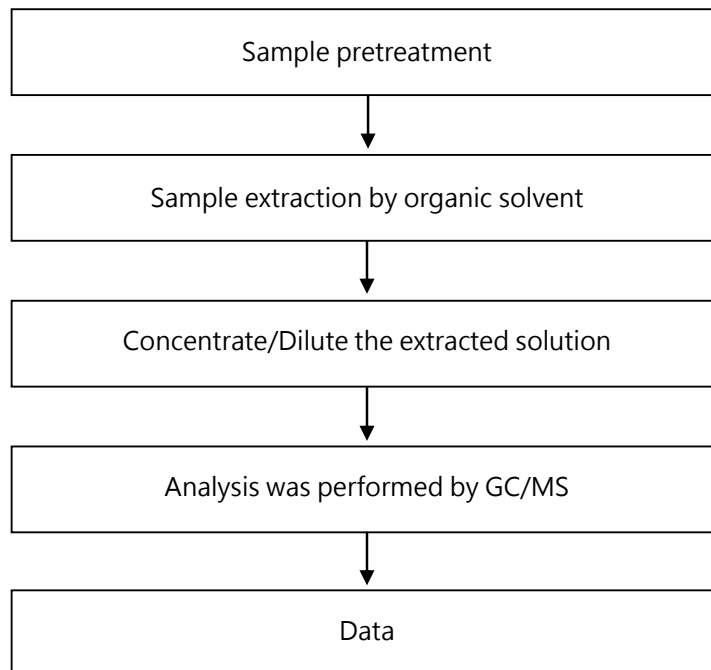 Sample pretreatment
Sample extraction by organic solvent
Concentrate/Dilute the extracted solution
Analysis was performed by GC/MS
Data